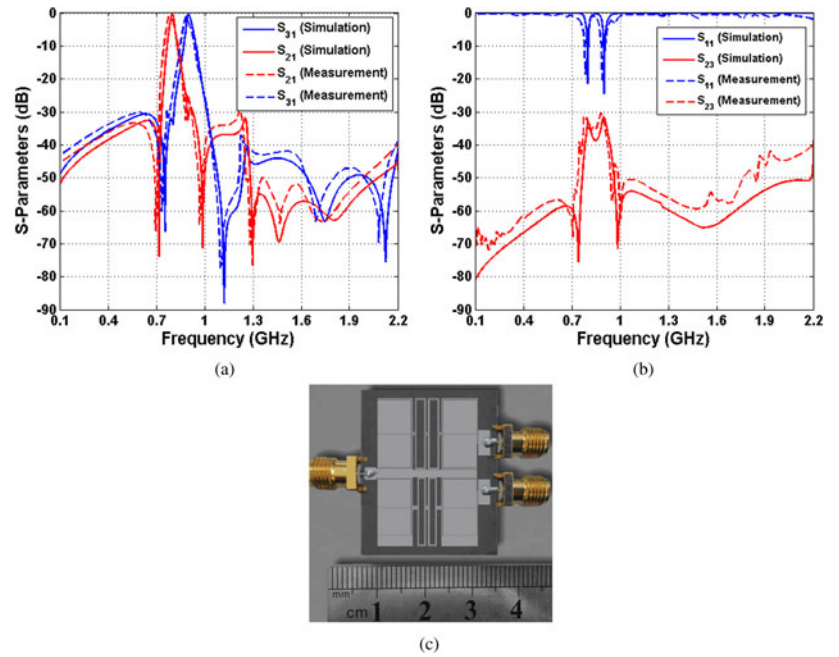 0
-10
-20
-30
-40
-50
-60
-70
-80
-90
S-Parameters (dB)
S31 (Simulation)
S21 (Simulation)
S21 (Measurement)
S31 (Measurement)
0.1 0.4 0.7 1 1.3 1.6 1.9 2.2
Frequency (GHz)
(a)
0
-10
-20
-30
-40
-50
-60
-70
-80
-90
S-Parameters (dB)
S11 (Simulation)
S23 (Simulation)
S11 (Measurement)
S23 (Measurement)
0.1 0.4 0.7 1 1.3 1.6 1.9 2.2
Frequency (GHz)
(b)
mm
cm 1 2 3 4
(c)